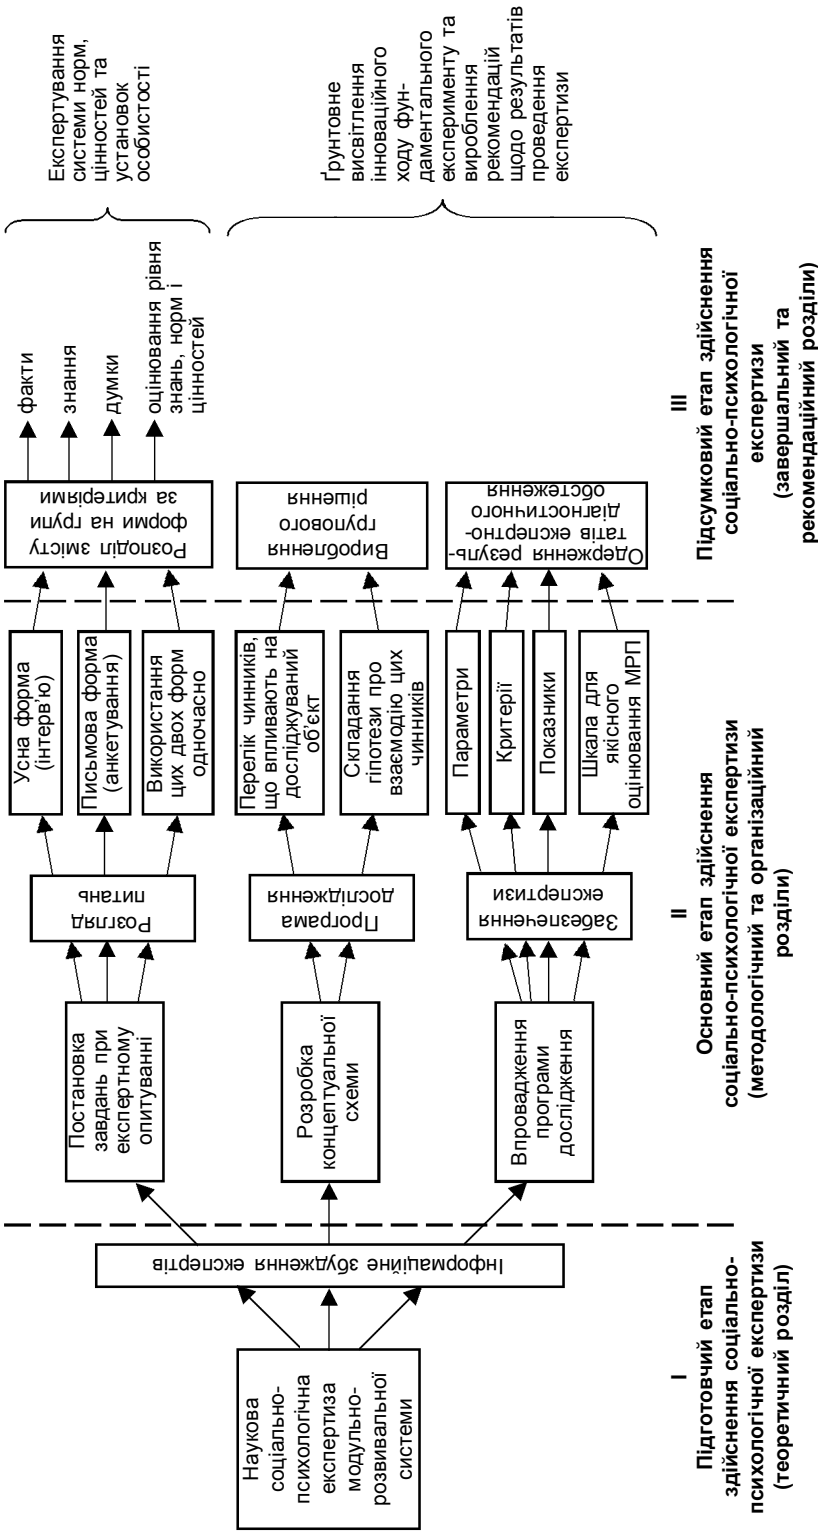 Наукова
соціально-
психологічна
експертиза
модульно-
розвивальної
системи
Інформаційне збудження експертів
Постановка
завдань при
експертному
опитуванні
Розгляд
питань
Усна форма
(інтерв’ю)
Письмова форма
(анкетування)
Використання
цих двох форм
одночасно
Розподіл змісту
форми на групи
за критеріями
факти
знання
думки
оцінювання рівня
знань, норм і
цінностей
Експертування
системи норм,
цінностей та
установок
особистості
Розробка
концептуальної
схеми
Програма
дослідження
Перелік чинників,
що впливають на
досліджуваний
об’єкт
Складання
гіпотези про
взаємодію цих
чинників
Вироблення
групового
рішення
Впровадження
програми
дослідження
Забезпечення
експертизи
Параметри
Критерії
Показники
Шкала для
якісного
оцінювання МРП
Одержання резуль-
татів експертно-
діагностичного
обстеження
Ґрунтовне
висвітлення
інноваційного
ходу фун-
даментального
експерименту та
вироблення
рекомендацій
щодо результатів
проведення
експертизи
I
Підготовчий етап
здійснення соціально-
психологічної експертизи
(теоретичний розділ)
II
Основний етап здійснення
соціально-психологічної експертизи
(методологічний та організаційний
розділи)
III
Підсумковий етап здійснення
соціально-психологічної
експертизи
(завершальний та
рекомендаційний розділи)